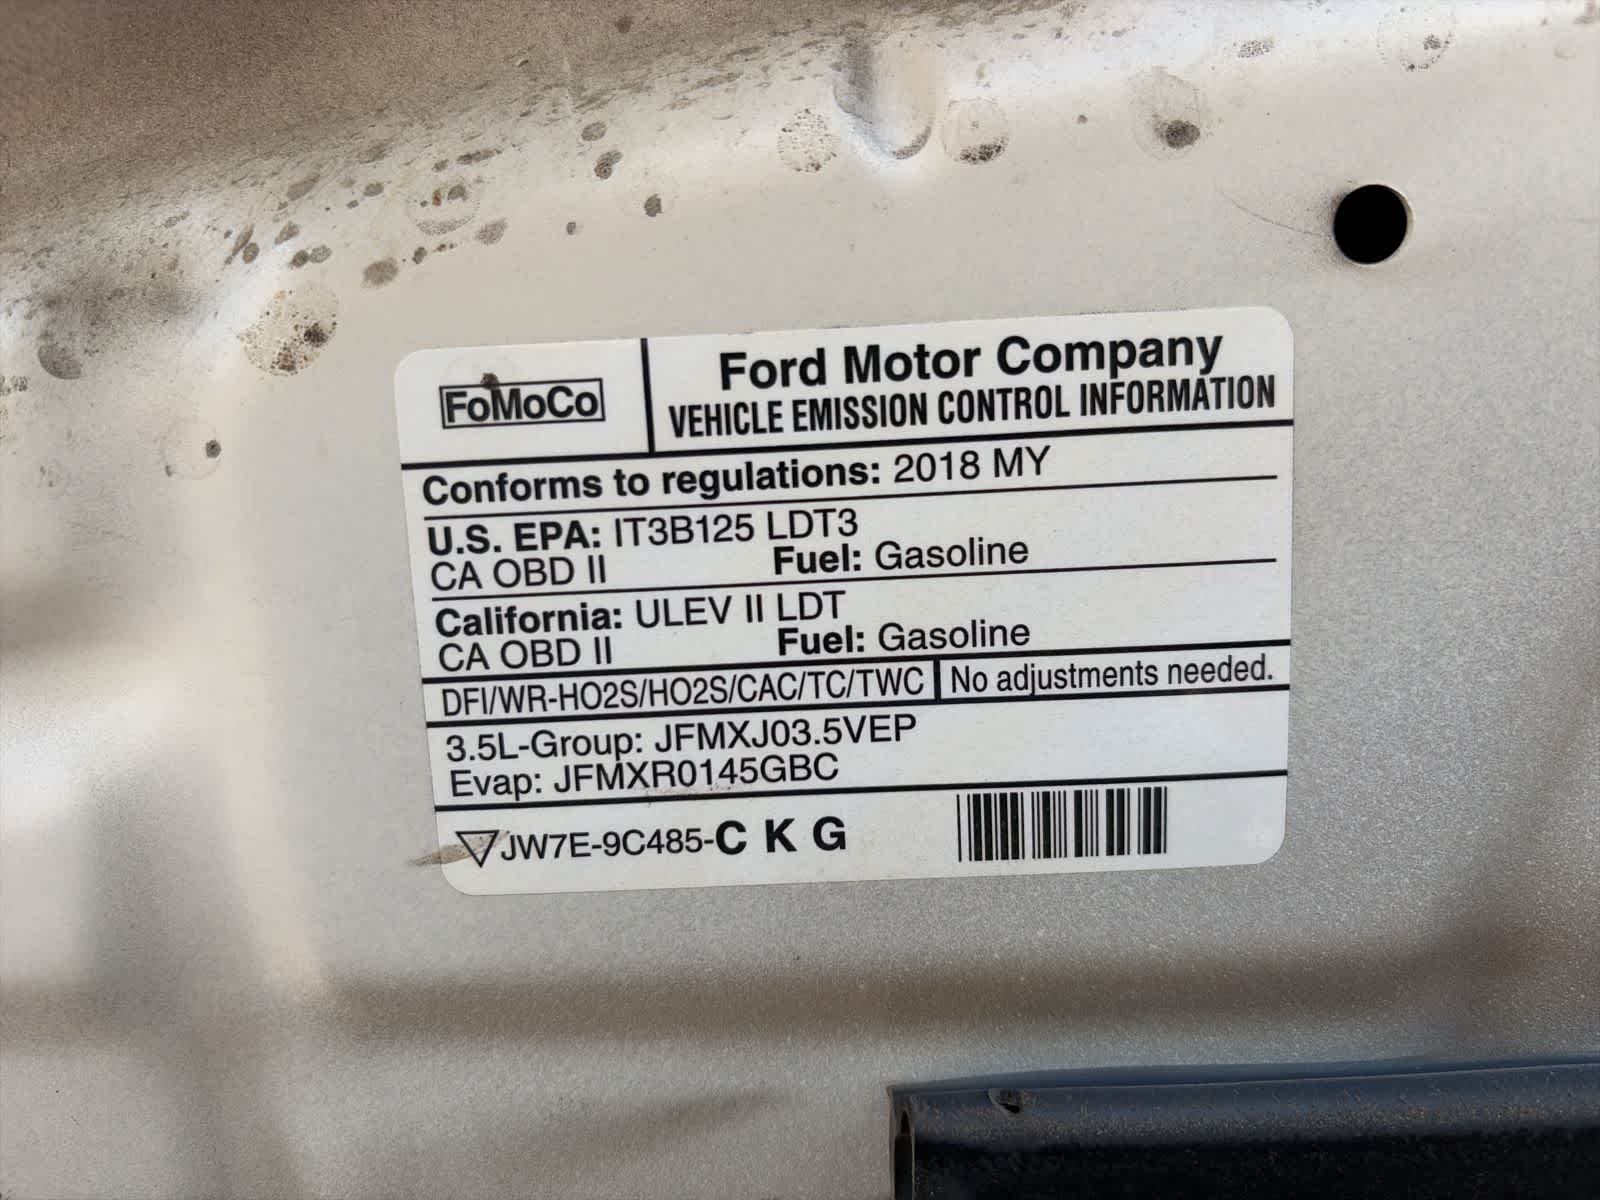 FoMoCo
Ford Motor Company
VEHICLE EMISSION CONTROL INFORMATION
Conforms to regulations: 2018 MY
U.S. EPA: IT3B125 LDT3
CA OBD II Fuel: Gasoline
California: ULEV II LDT
CA OBD II Fuel: Gasoline
DFI/WR-HO2S/HO2S/CAC/TC/TWC No adjustments needed.
3.5L-Group: JFMXJ03.5VEP
Evap: JFMXR0145GBC
JW7E-9C485-C K G